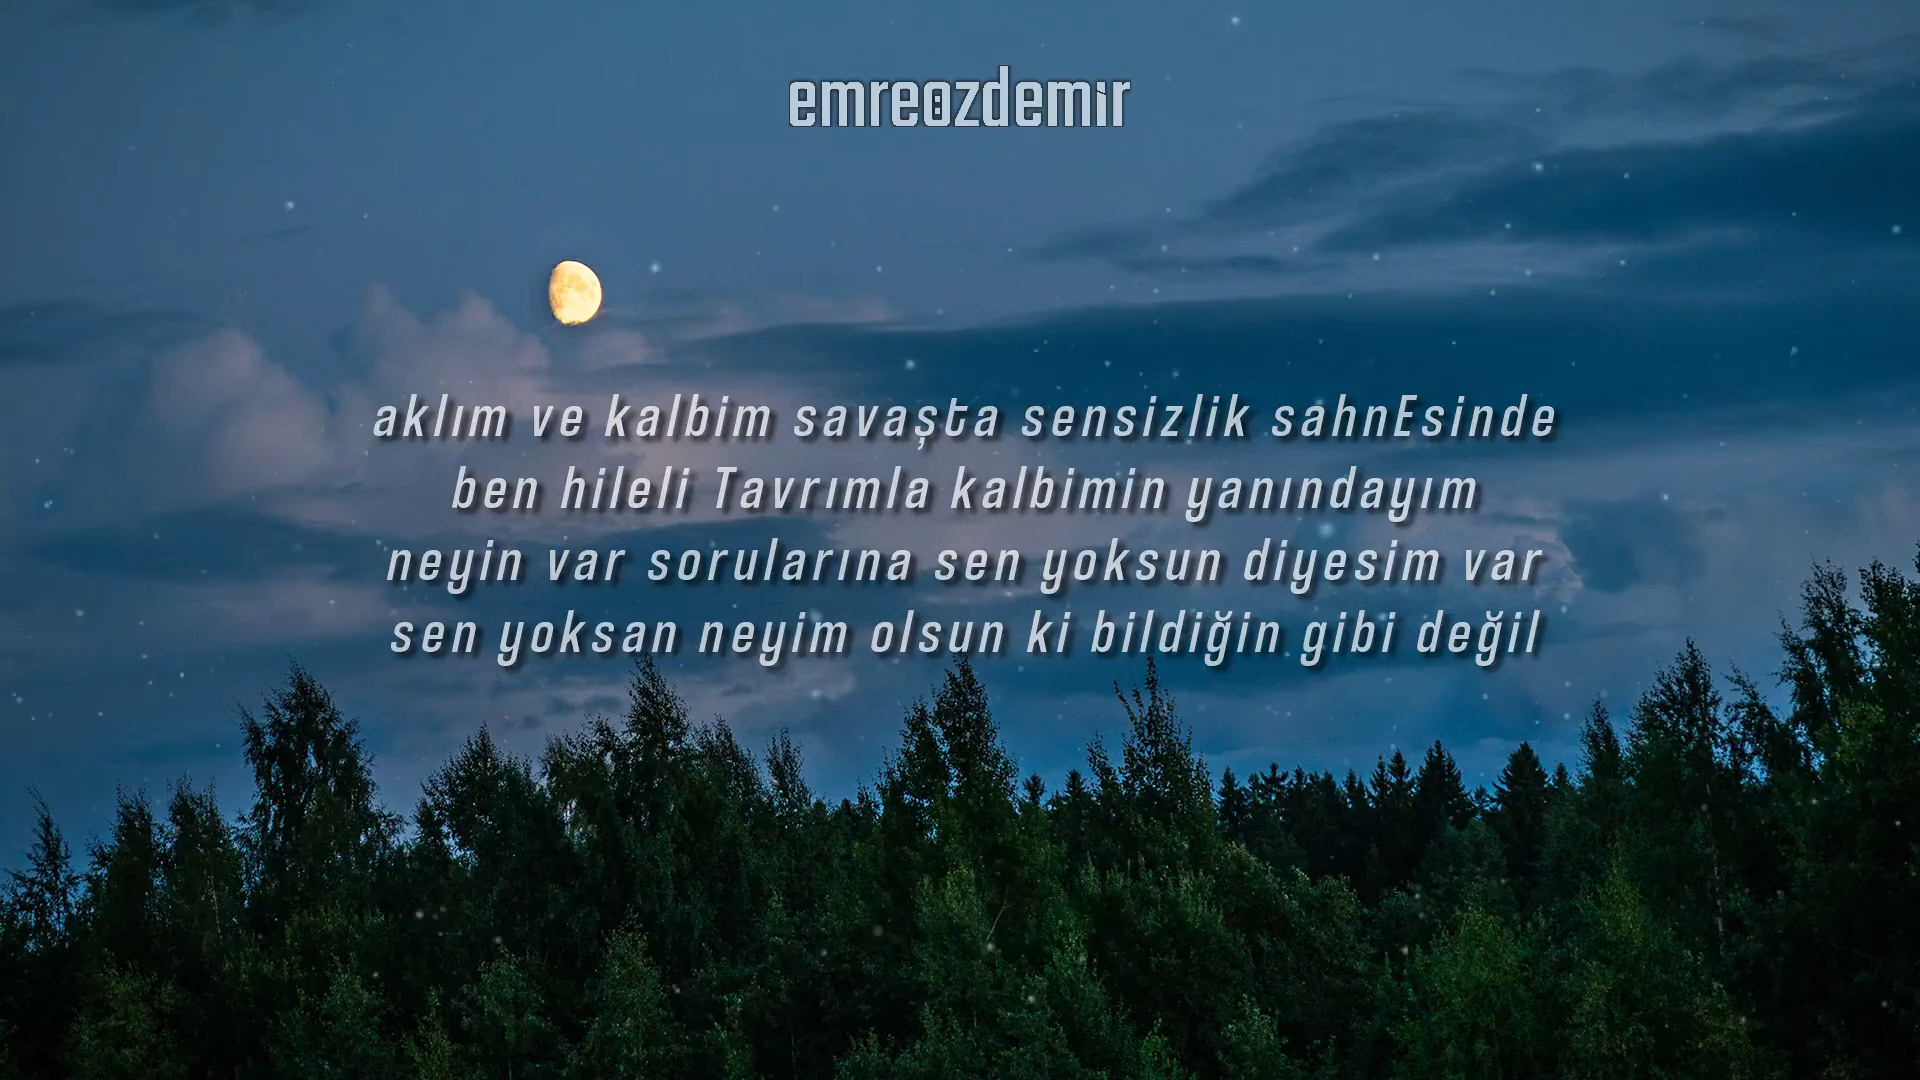 emreözdemir
aklım ve kalbim savaşta sensizlik sahnEsinde
ben hileli Tavrımla kalbimin yanındayım
neyin var sorularına sen yoksun diyesim var
sen yoksan neyim olsun ki bildiğin gibi değil